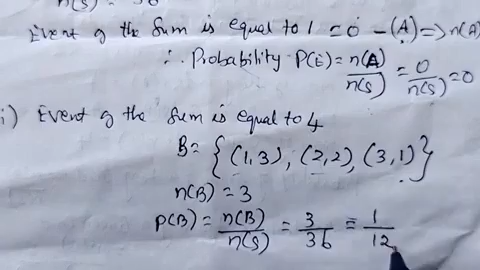 n(S) = 36
Event of the Sum is equal to 1 = 0 - (A) => n(A)
∴ Probability P(E) = n(A)/n(S) = 0/n(S) = 0
i) Event of the Sum is equal to 4
B = {(1,3), (2,2), (3,1)}
n(B) = 3
P(B) = n(B)/n(S) = 3/36 = 1/12